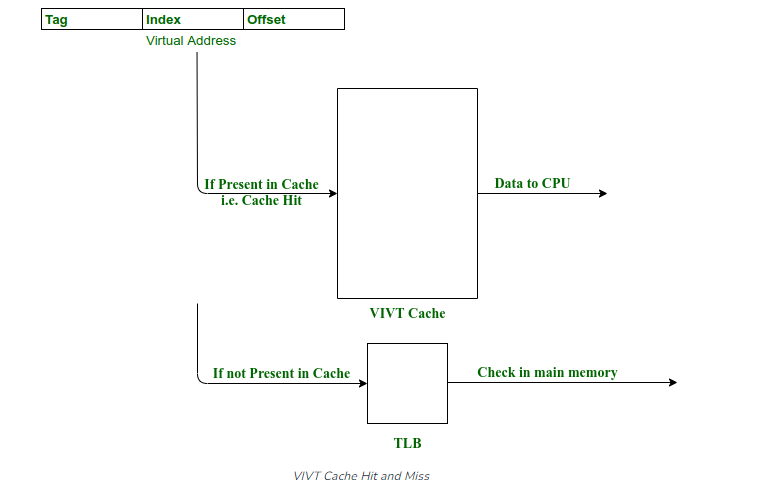 Tag Index Offset
Virtual Address
If Present in Cache
i.e. Cache Hit
Data to CPU
VIVT Cache
If not Present in Cache
Check in main memory
TLB
VIVT Cache Hit and Miss